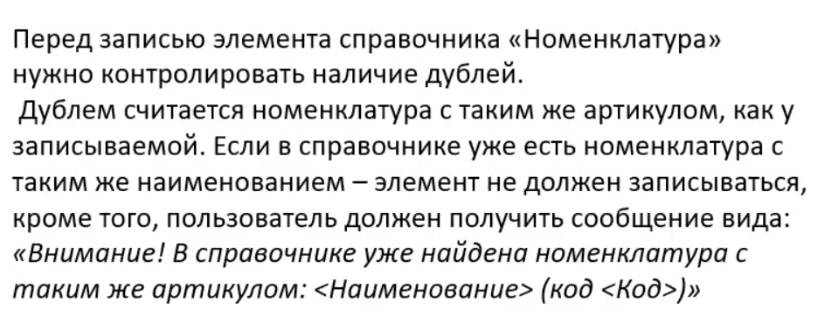 Перед записью элемента справочника «Номенклатура»
нужно контролировать наличие дублей.
Дублем считается номенклатура с таким же артикулом, как у
записываемой. Если в справочнике уже есть номенклатура с
таким же наименованием – элемент не должен записываться,
кроме того, пользователь должен получить сообщение вида:
«Внимание! В справочнике уже найдена номенклатура с
таким же артикулом: <Наименование> (код <Код>)»